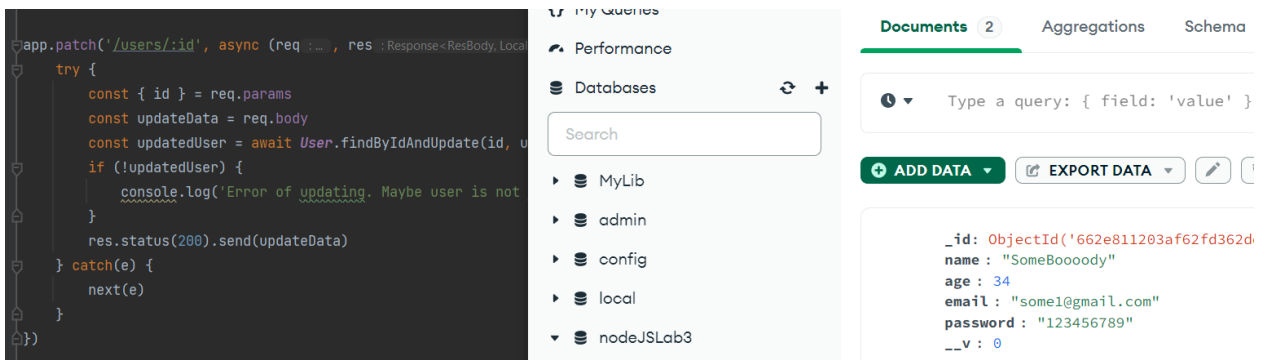 app.patch('/users/:id', async (req : … , res : Response<ResBody, Local
try {
const { id } = req.params
const updateData = req.body
const updatedUser = await User.findByIdAndUpdate(id, u
if (!updatedUser) {
console.log('Error of updating. Maybe user is not
}
res.status(200).send(updateData)
} catch(e) {
next(e)
}
})
{} My Queries
Performance
Databases
Search
MyLib
admin
config
local
nodeJSLab3
Documents 2 Aggregations Schema
Type a query: { field: 'value' }
ADD DATA EXPORT DATA
_id: ObjectId('662e811203af62fd362d
name : "SomeBoooody"
age : 34
email : "some1@gmail.com"
password : "123456789"
__v : 0